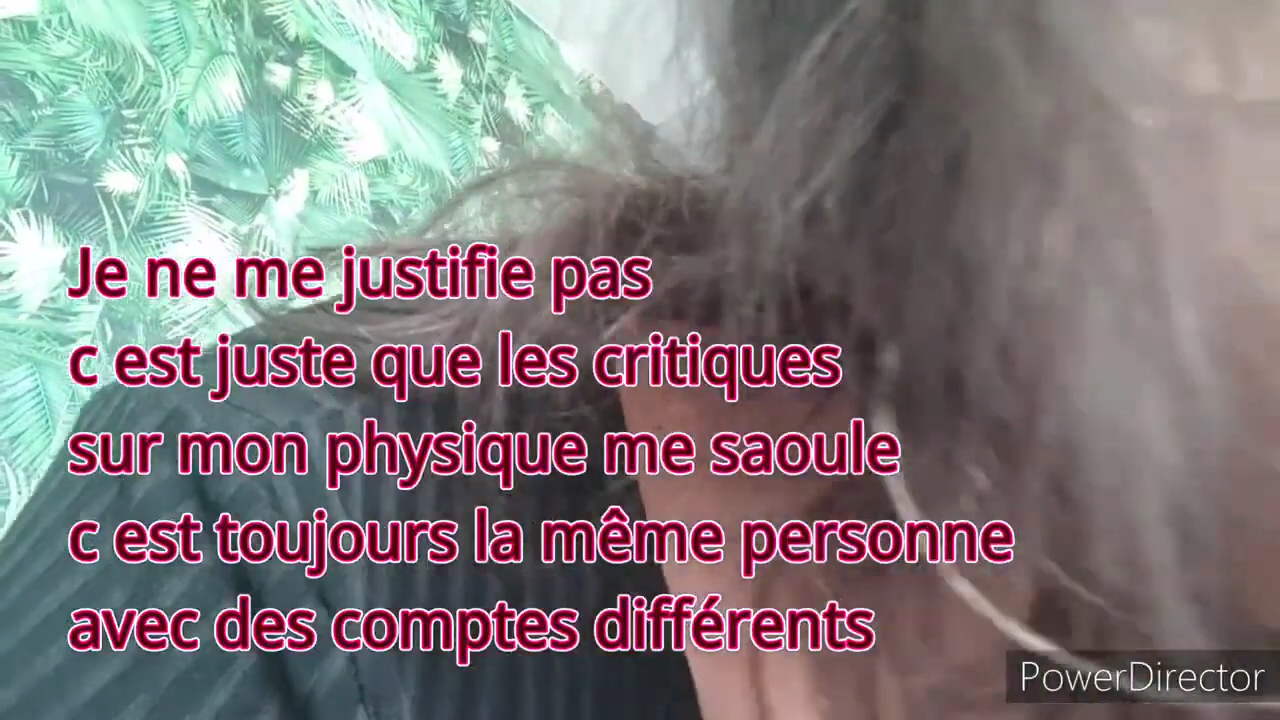 Je ne me justifie pas
c est juste que les critiques
sur mon physique me saoule
c est toujours la même personne
avec des comptes différents
PowerDirector